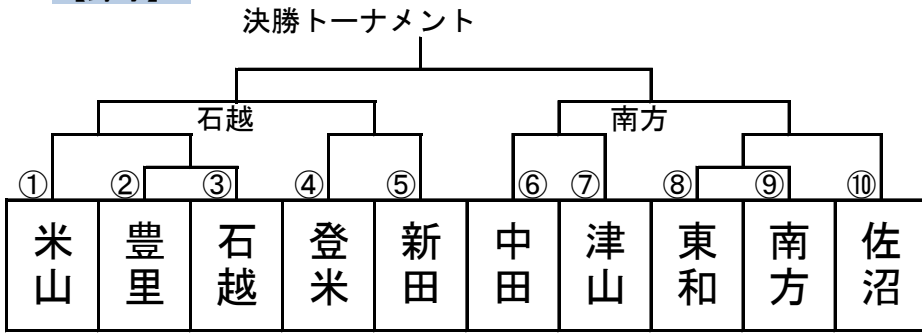 決勝トーナメント
石越
南方
① ② ③ ④ ⑤ ⑥ ⑦ ⑧ ⑨ ⑩
米山
豊里
石越
登米
新田
中田
津山
東和
南方
佐沼